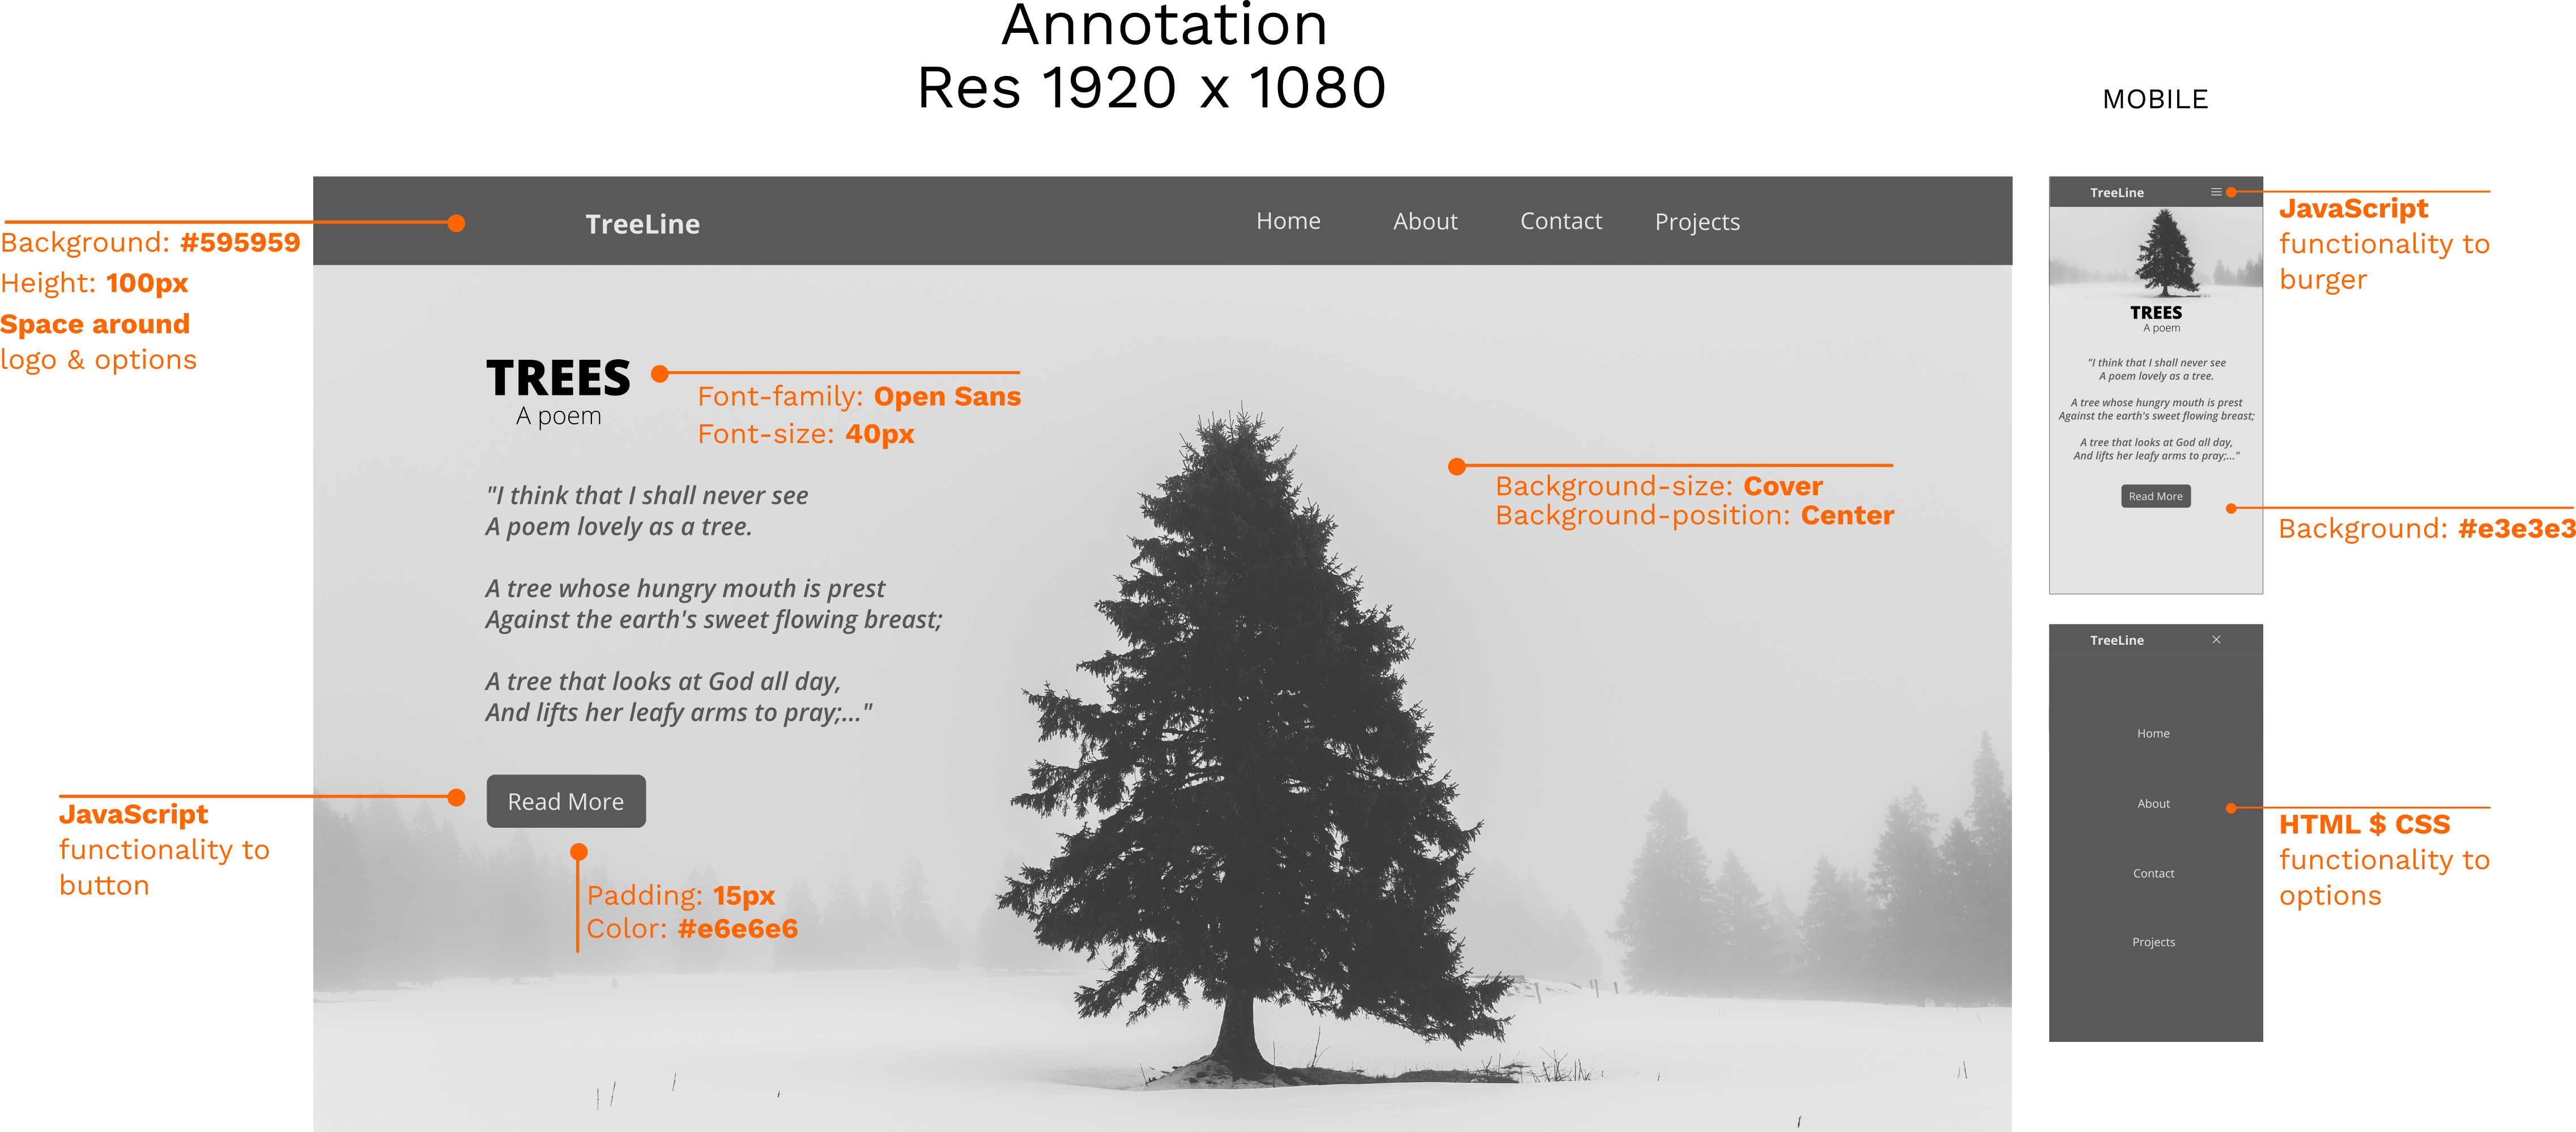 Annotation
Res 1920 x 1080
MOBILE
TreeLine
Home About Contact Projects
Background: #595959
Height: 100px
Space around
logo & options
TREES
A poem
Font-family: Open Sans
Font-size: 40px
Background-size: Cover
Background-position: Center
"I think that I shall never see
A poem lovely as a tree.
A tree whose hungry mouth is prest
Against the earth's sweet flowing breast;
A tree that looks at God all day,
And lifts her leafy arms to pray;..."
Read More
JavaScript
functionality to
button
Padding: 15px
Color: #e6e6e6
TreeLine
JavaScript
functionality to
burger
TREES
A poem
"I think that I shall never see
A poem lovely as a tree.
A tree whose hungry mouth is prest
Against the earth's sweet flowing breast;
A tree that looks at God all day,
And lifts her leafy arms to pray;..."
Read More
Background: #e3e3e3
TreeLine
Home
About
Contact
Projects
HTML $ CSS
functionality to
options